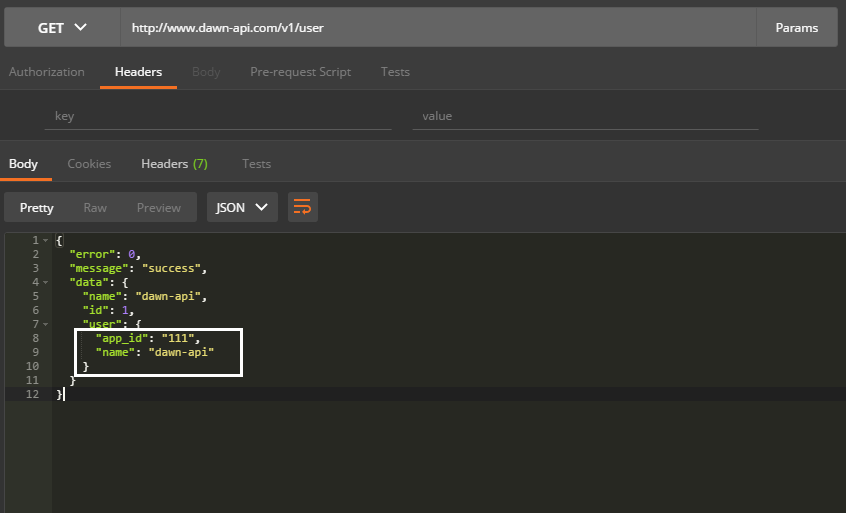 GET http://www.dawn-api.com/v1/user Params
Authorization Headers Body Pre-request Script Tests
key value
Body Cookies Headers (7) Tests
Pretty Raw Preview JSON
1 {
2 "error": 0,
3 "message": "success",
4 "data": {
5 "name": "dawn-api",
6 "id": 1,
7 "user": {
8 "app_id": "111",
9 "name": "dawn-api"
10 }
11 }
12 }